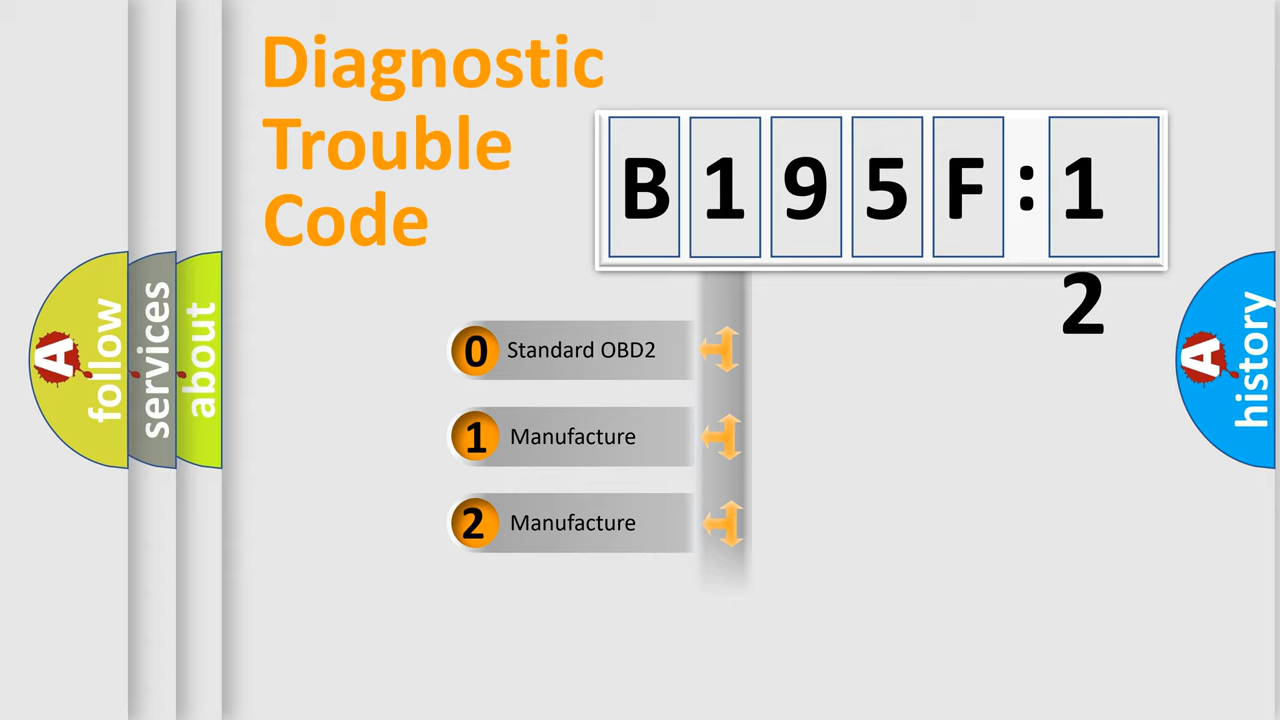 Diagnostic
Trouble
Code
B195F:1
2
0 Standard OBD2
1 Manufacture
2 Manufacture
A follow
services
about
A history